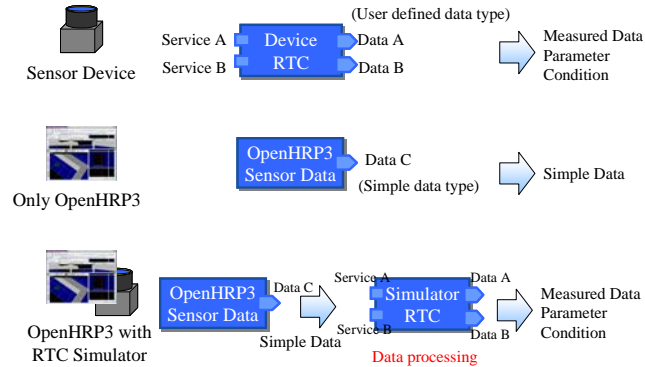 (User defined data type)
Service A
Device
RTC
Data A
Service B
Data B
Measured Data
Parameter
Condition
Sensor Device
OpenHRP3
Sensor Data
Data C
(Simple data type)
Simple Data
Only OpenHRP3
OpenHRP3
Sensor Data
Data C
Simple Data
Service A
Simulator
RTC
Data A
Service B
Data B
Measured Data
Parameter
Condition
OpenHRP3 with
RTC Simulator
Data processing